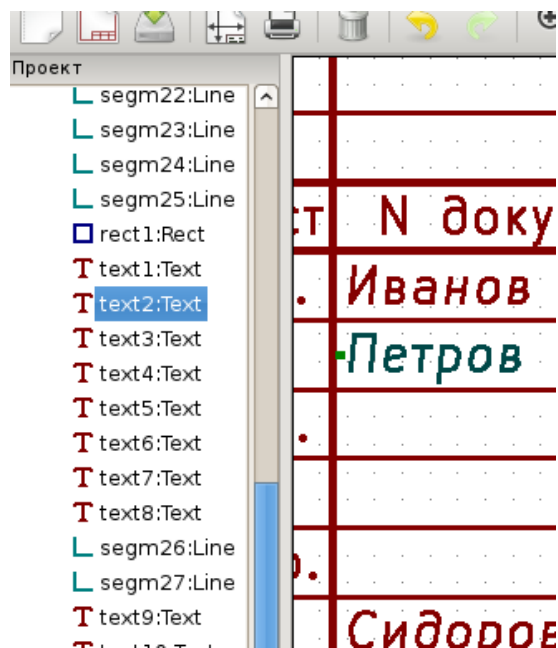 Проект
segm22:Line
segm23:Line
segm24:Line
segm25:Line
rect1:Rect
text1:Text
text2:Text
text3:Text
text4:Text
text5:Text
text6:Text
text7:Text
text8:Text
segm26:Line
segm27:Line
text9:Text
N доку
Иванов
Петров
Сидоров